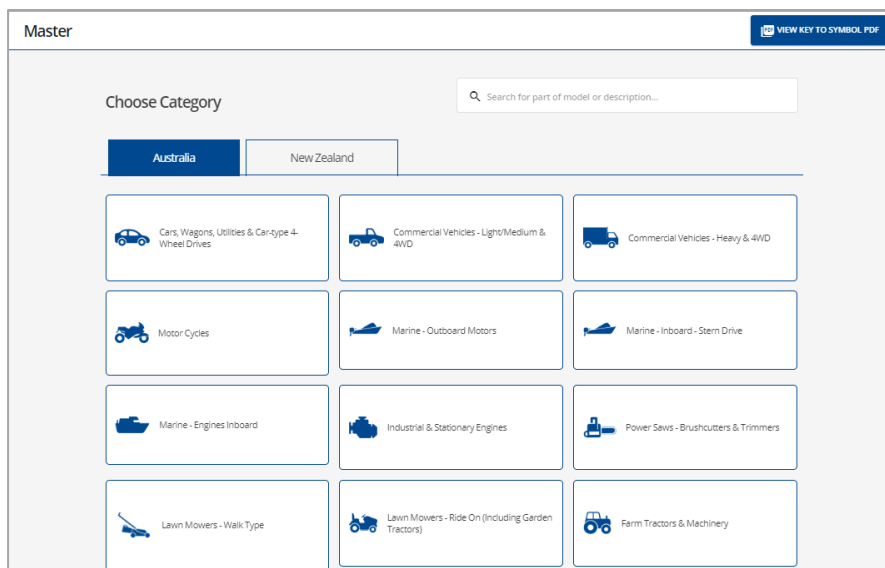 Master
PDF VIEW KEY TO SYMBOL PDF
Choose Category
Search for part of model or description...
Australia
New Zealand
Cars, Wagons, Utilities & Car-type 4-
Wheel Drives
Commercial Vehicles - Light/Medium &
4WD
Commercial Vehicles - Heavy & 4WD
Motor Cycles
Marine - Outboard Motors
Marine - Inboard - Stern Drive
Marine - Engines Inboard
Industrial & Stationary Engines
Power Saws - Brushcutters & Trimmers
Lawn Mowers - Walk Type
Lawn Mowers - Ride On (Including Garden
Tractors)
Farm Tractors & Machinery